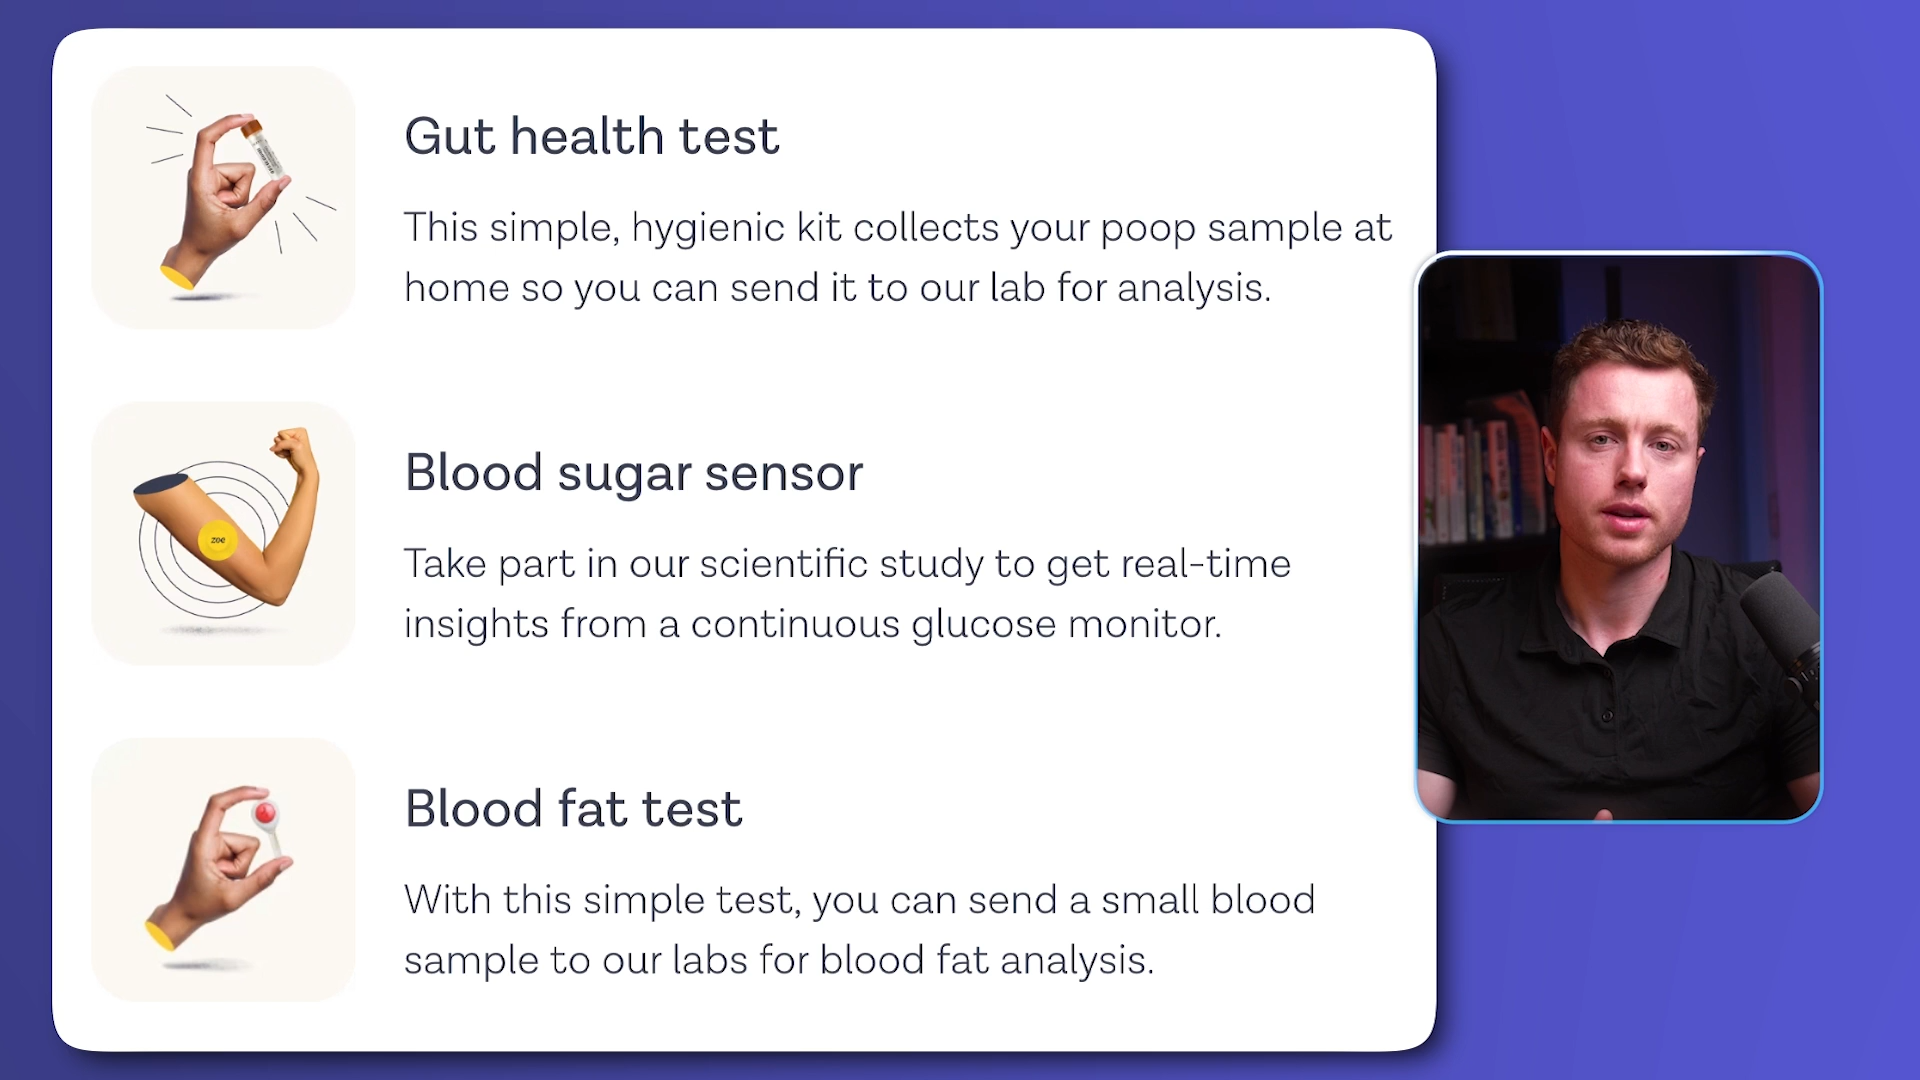 Gut health test
This simple, hygienic kit collects your poop sample at
home so you can send it to our lab for analysis.
Blood sugar sensor
zoe
Take part in our scientific study to get real-time
insights from a continuous glucose monitor.
Blood fat test
With this simple test, you can send a small blood
sample to our labs for blood fat analysis.